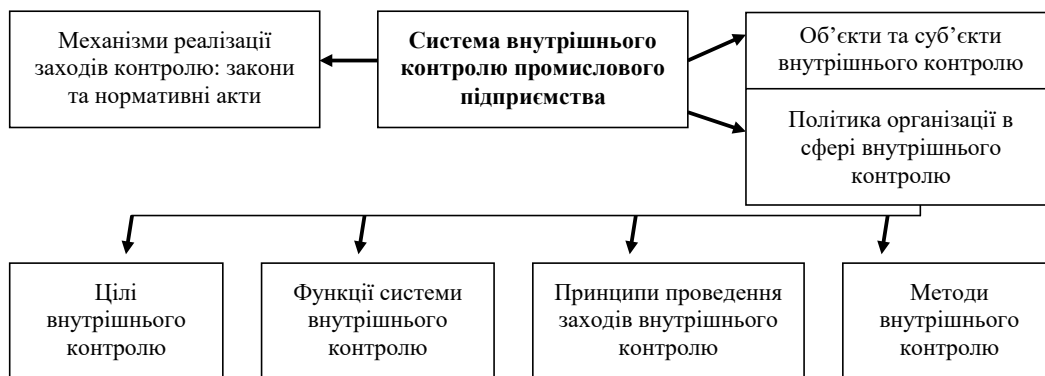 Механізми реалізації
заходів контролю: закони
та нормативні акти
Система внутрішнього
контролю промислового
підприємства
Об’єкти та суб’єкти
внутрішнього контролю
Політика організації в
сфері внутрішнього
контролю
Цілі
внутрішнього
контролю
Функції системи
внутрішнього
контролю
Принципи проведення
заходів внутрішнього
контролю
Методи
внутрішнього
контролю